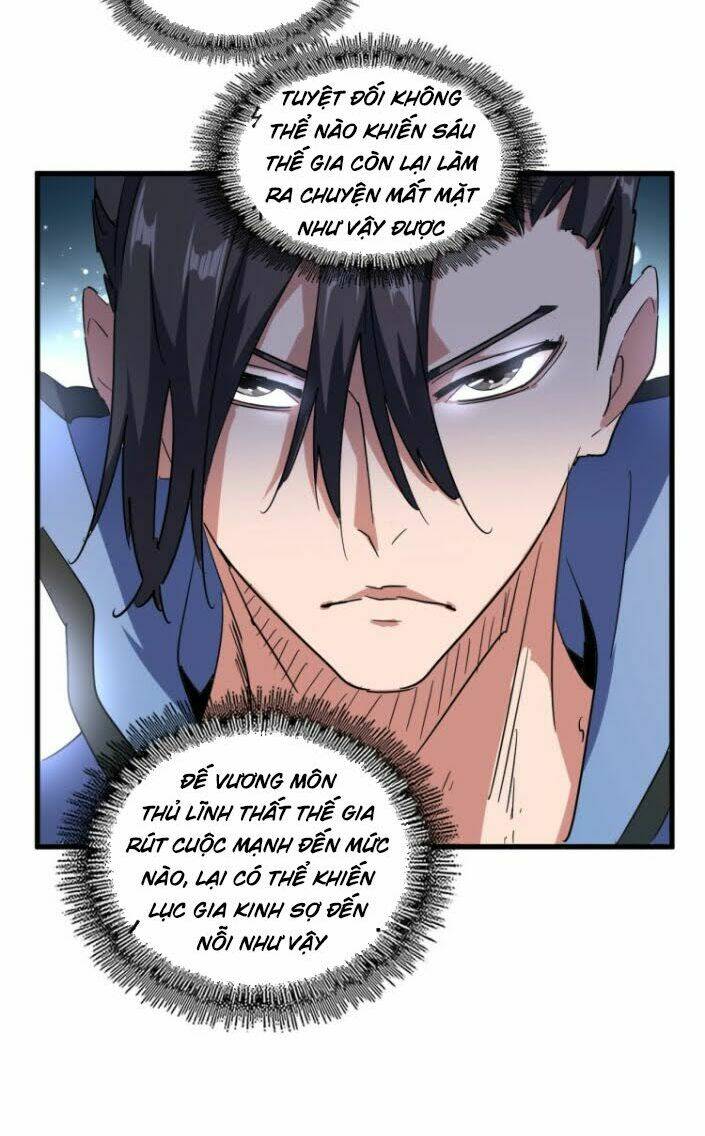 TUYỆT ĐỐI KHÔNG
THỂ NÀO KHIẾN SÁU
THẾ GIA CÒN LẠI LÀM
RA CHUYỆN MẤT MẶT
NHƯ VẬY ĐƯỢC
ĐẾ VƯƠNG MÔN
THỦ LĨNH THẤT THẾ GIA
RÚT CUỘC MẠNH ĐẾN MỨC
NÀO, LẠI CÓ THỂ KHIẾN
LỤC GIA KINH SỢ ĐẾN
NỖI NHƯ VẬY